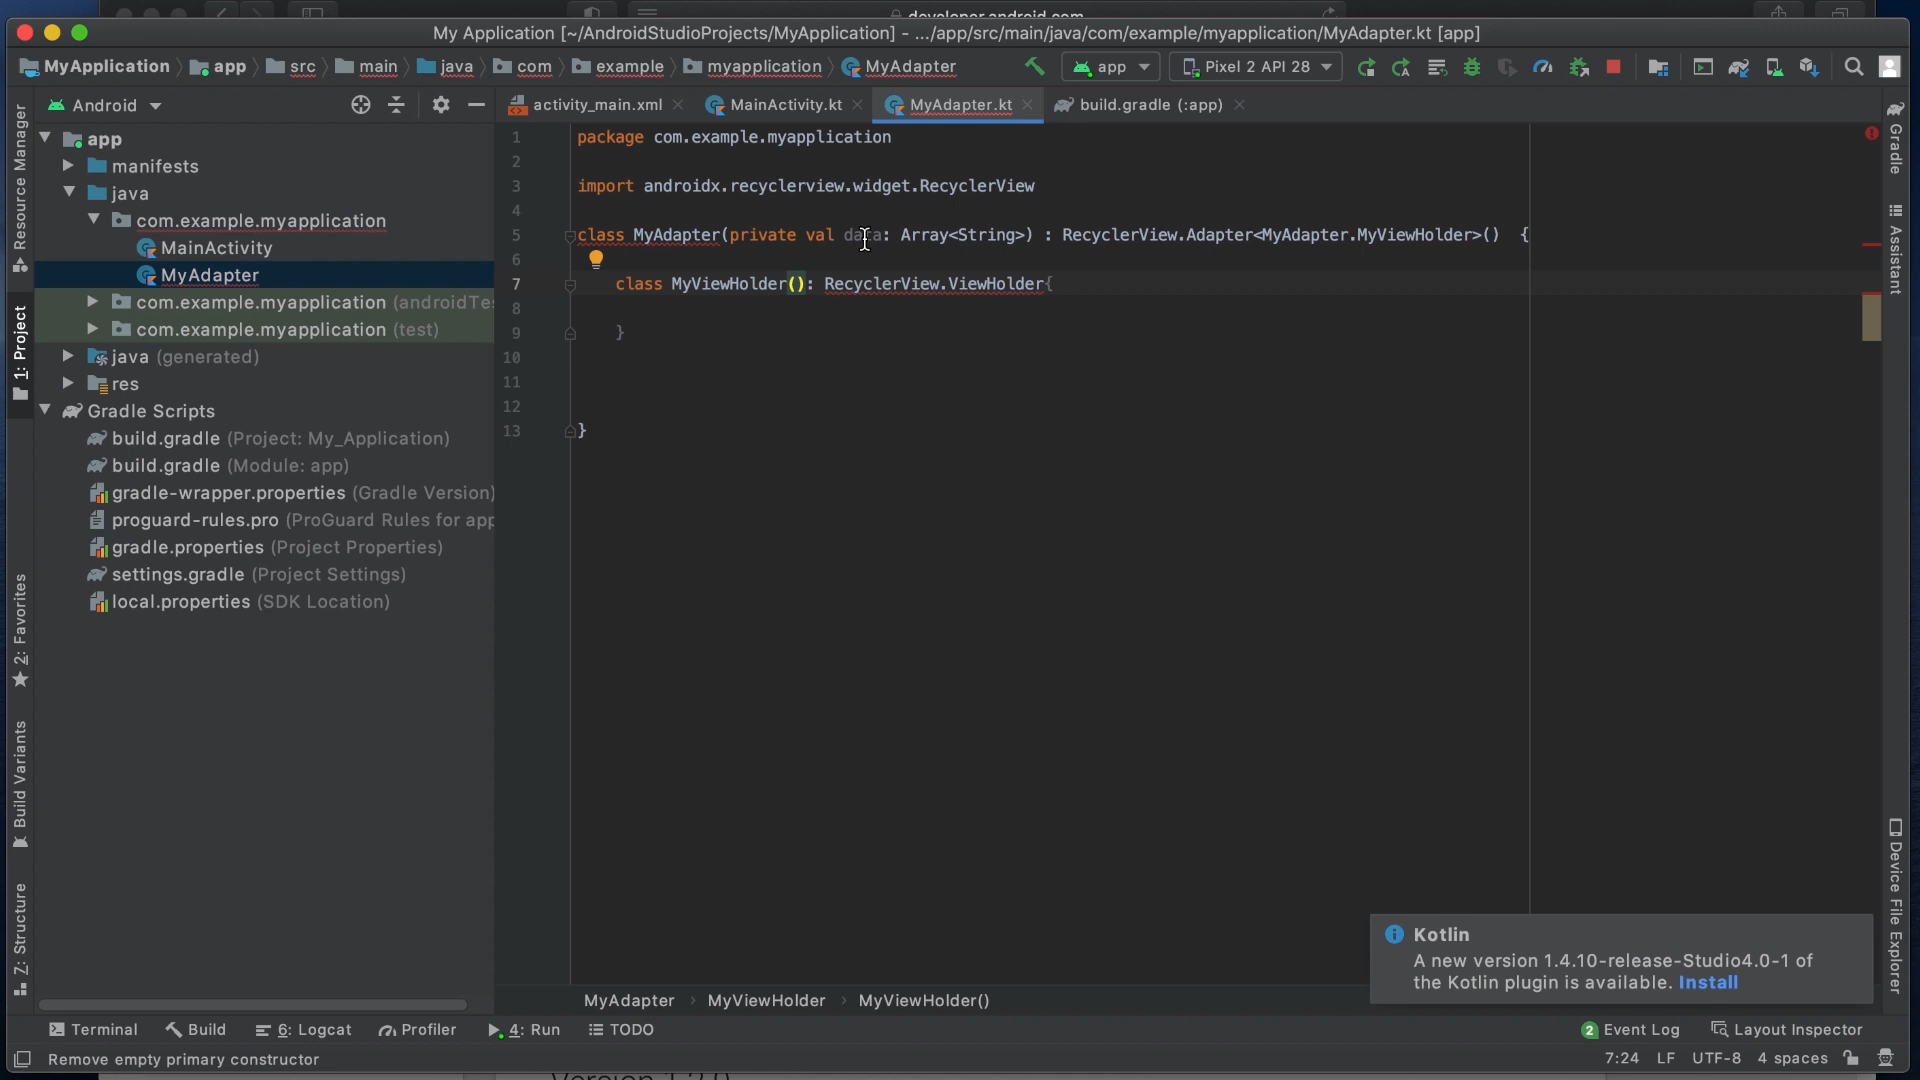 developer.android.com
My Application [~/AndroidStudioProjects/MyApplication] - .../app/src/main/java/com/example/myapplication/MyAdapter.kt [app]
MyApplication app src main java com example myapplication MyAdapter app Pixel 2 API 28
Android
activity_main.xml MainActivity.kt MyAdapter.kt build.gradle (:app)
app
manifests
java
com.example.myapplication
MainActivity
MyAdapter
com.example.myapplication (androidTe
com.example.myapplication (test)
java (generated)
res
Gradle Scripts
build.gradle (Project: My_Application)
build.gradle (Module: app)
gradle-wrapper.properties (Gradle Version)
proguard-rules.pro (ProGuard Rules for app
gradle.properties (Project Properties)
settings.gradle (Project Settings)
local.properties (SDK Location)
Resource Manager
1: Project
2: Favorites
Build Variants
7: Structure
1 package com.example.myapplication
2
3 import androidx.recyclerview.widget.RecyclerView
4
5 class MyAdapter(private val data: Array<String>) : RecyclerView.Adapter<MyAdapter.MyViewHolder>() {
6
7 class MyViewHolder(): RecyclerView.ViewHolder{
8
9 }
10
11
12
13 }
Gradle
Assistant
Device File Explorer
Kotlin
A new version 1.4.10-release-Studio4.0-1 of
the Kotlin plugin is available. Install
MyAdapter MyViewHolder MyViewHolder()
Terminal Build 6: Logcat Profiler 4: Run TODO 2 Event Log Layout Inspector
Remove empty primary constructor 7:24 LF UTF-8 4 spaces